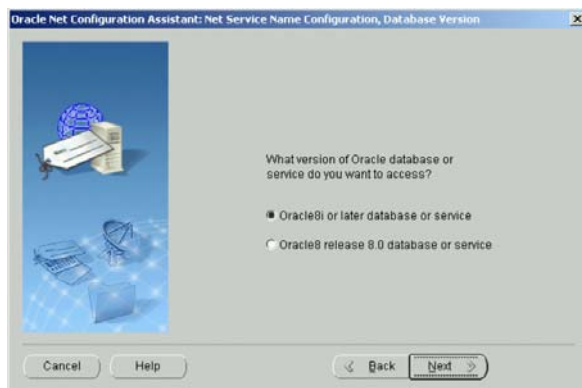 Oracle Net Configuration Assistant: Net Service Name Configuration, Database Version
What version of Oracle database or
service do you want to access?
Oracle8i or later database or service
Oracle8 release 8.0 database or service
Cancel
Help
Back
Next